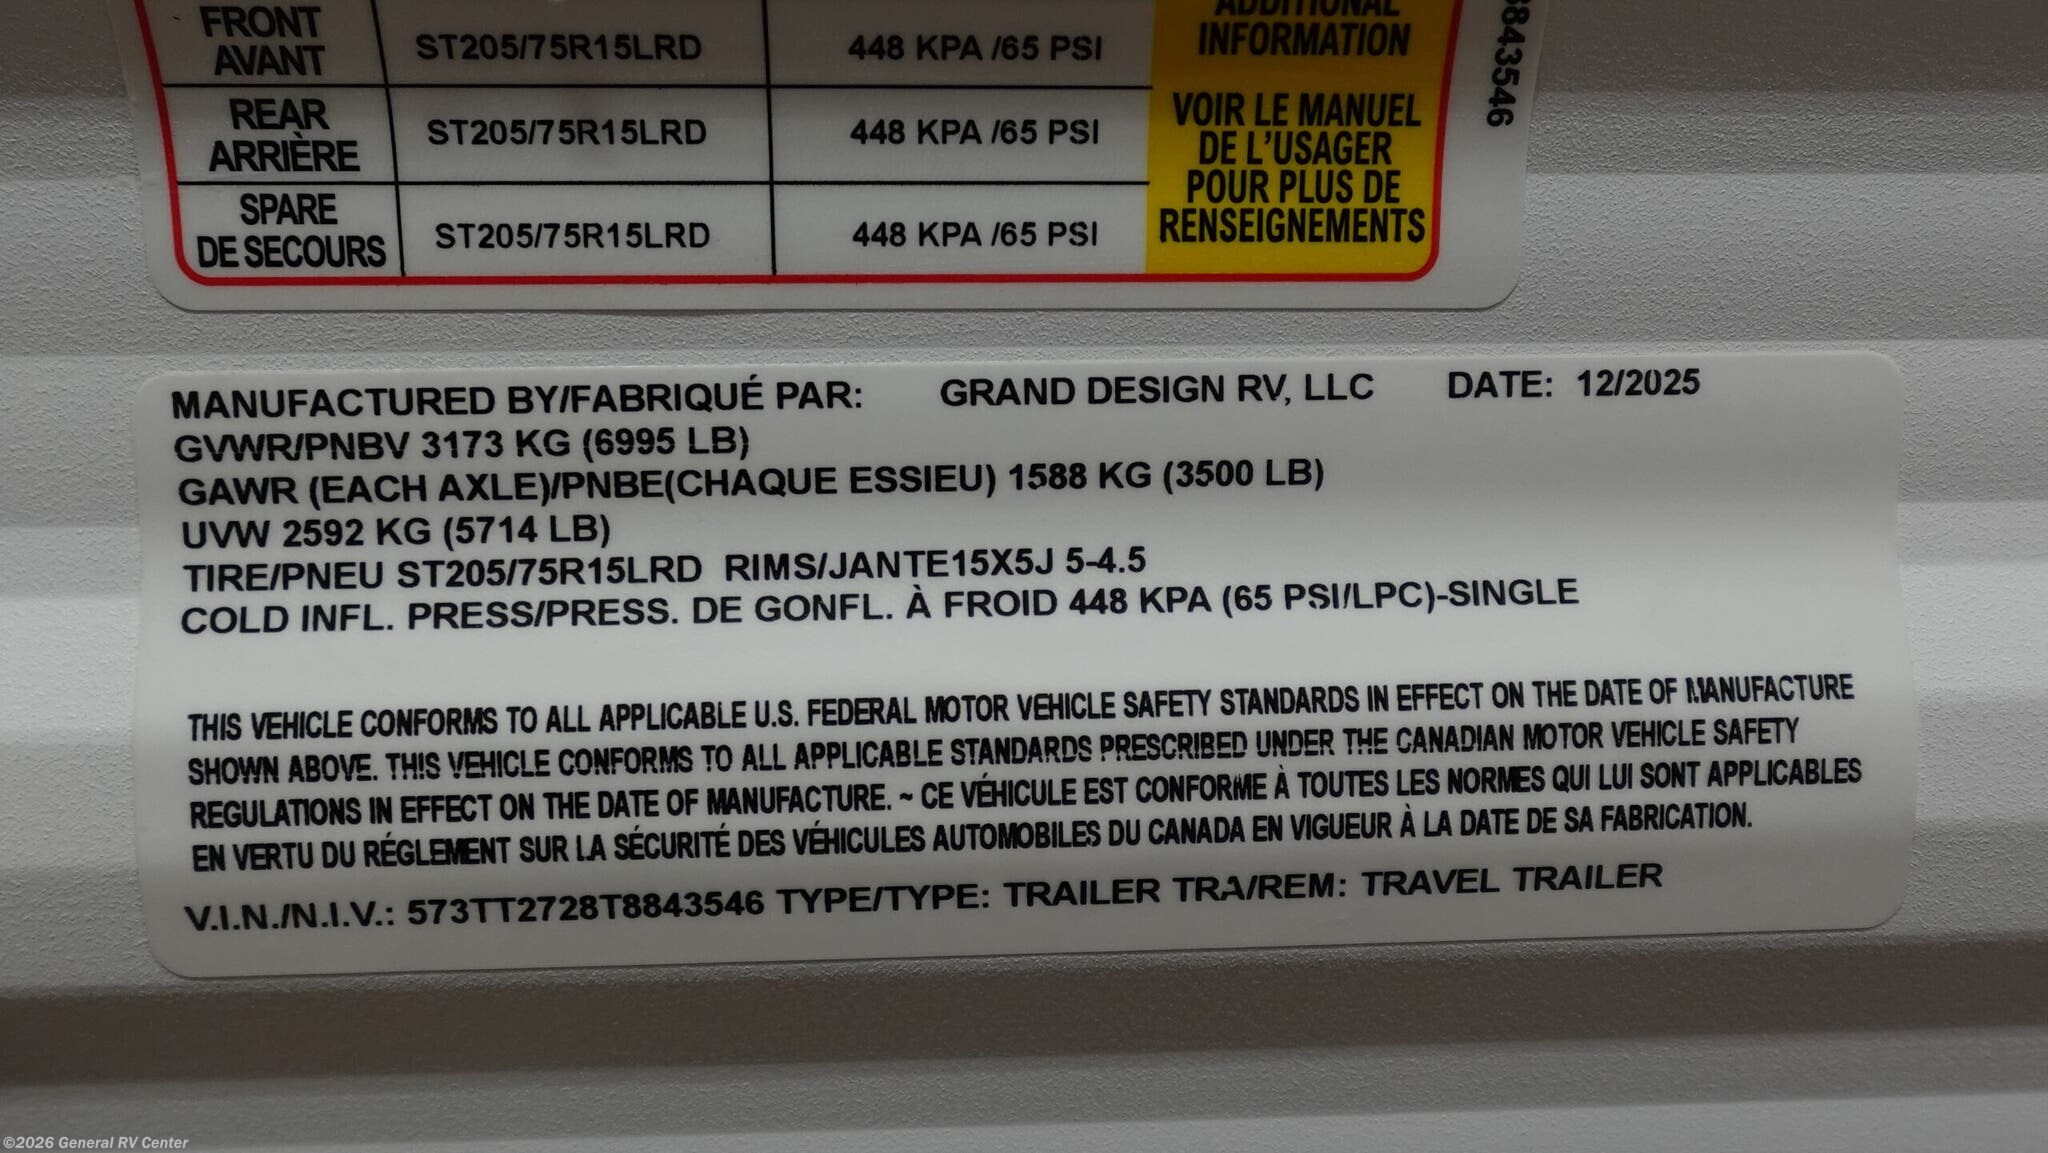 FRONT
AVANT
ST205/75R15LRD
448 KPA /65 PSI
REAR
ARRIÈRE
ST205/75R15LRD
448 KPA /65 PSI
SPARE
DE SECOURS
ST205/75R15LRD
448 KPA /65 PSI
ADDITIONAL
INFORMATION
VOIR LE MANUEL
DE L'USAGER
POUR PLUS DE
RENSEIGNEMENTS
843546
MANUFACTURED BY/FABRIQUÉ PAR: GRAND DESIGN RV, LLC DATE: 12/2025
GVWR/PNBV 3173 KG (6995 LB)
GAWR (EACH AXLE)/PNBE(CHAQUE ESSIEU) 1588 KG (3500 LB)
UVW 2592 KG (5714 LB)
TIRE/PNEU ST205/75R15LRD RIMS/JANTE15X5J 5-4.5
COLD INFL. PRESS/PRESS. DE GONFL. À FROID 448 KPA (65 PSI/LPC)-SINGLE
THIS VEHICLE CONFORMS TO ALL APPLICABLE U.S. FEDERAL MOTOR VEHICLE SAFETY STANDARDS IN EFFECT ON THE DATE OF MANUFACTURE
SHOWN ABOVE. THIS VEHICLE CONFORMS TO ALL APPLICABLE STANDARDS PRESCRIBED UNDER THE CANADIAN MOTOR VEHICLE SAFETY
REGULATIONS IN EFFECT ON THE DATE OF MANUFACTURE. ~ CE VÉHICULE EST CONFORME À TOUTES LES NORMES QUI LUI SONT APPLICABLES
EN VERTU DU RÉGLEMENT SUR LA SÉCURITÉ DES VÉHICULES AUTOMOBILES DU CANADA EN VIGUEUR À LA DATE DE SA FABRICATION.
V.I.N./N.I.V.: 573TT2728T8843546 TYPE/TYPE: TRAILER TRA/REM: TRAVEL TRAILER
©2026 General RV Center